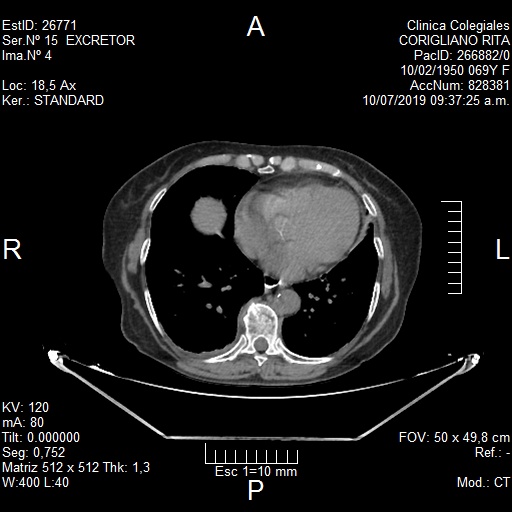 EstID: 26771
Ser.Nº 15 EXCRETOR
Ima.Nº 4
Loc: 18,5 Ax
Ker.: STANDARD
A
Clinica Colegiales
CORIGLIANO RITA
PacID: 266882/0
10/02/1950 069Y F
AccNum: 828381
10/07/2019 09:37:25 a.m.
R
L
KV: 120
mA: 80
Tilt: 0.000000
Seg: 0,752
Matriz 512 x 512 Thk: 1,3
W:400 L:40
Esc 1=10 mm
P
FOV: 50 x 49,8 cm
Ref.: -
Mod.: CT